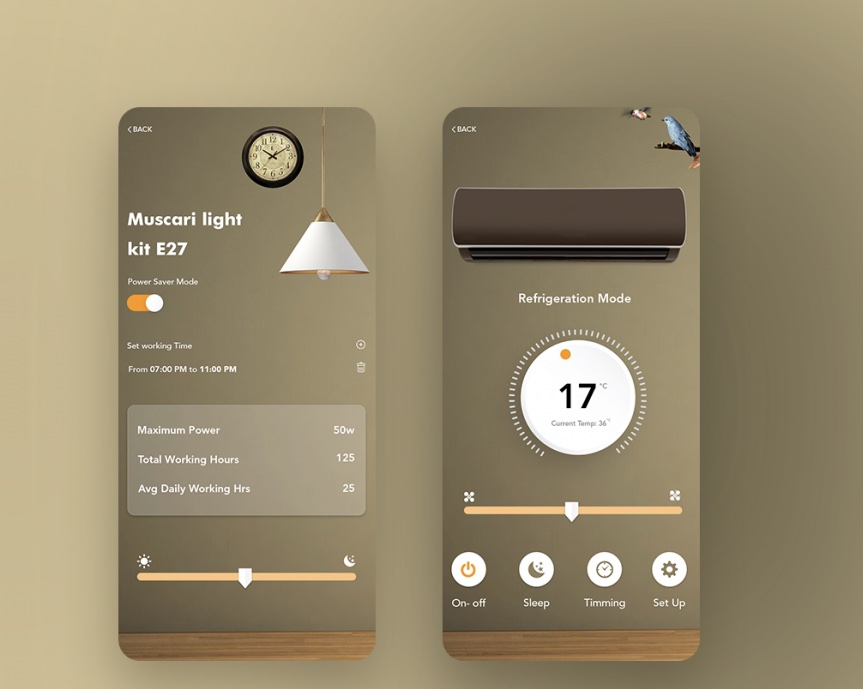 BACK
Muscari light
kit E27
Power Saver Mode
Set working Time
From 07:00 PM to 11:00 PM
Maximum Power 50w
Total Working Hours 125
Avg Daily Working Hrs 25
BACK
Refrigeration Mode
17 °C
Current Temp: 36
On- off Sleep Timming Set Up